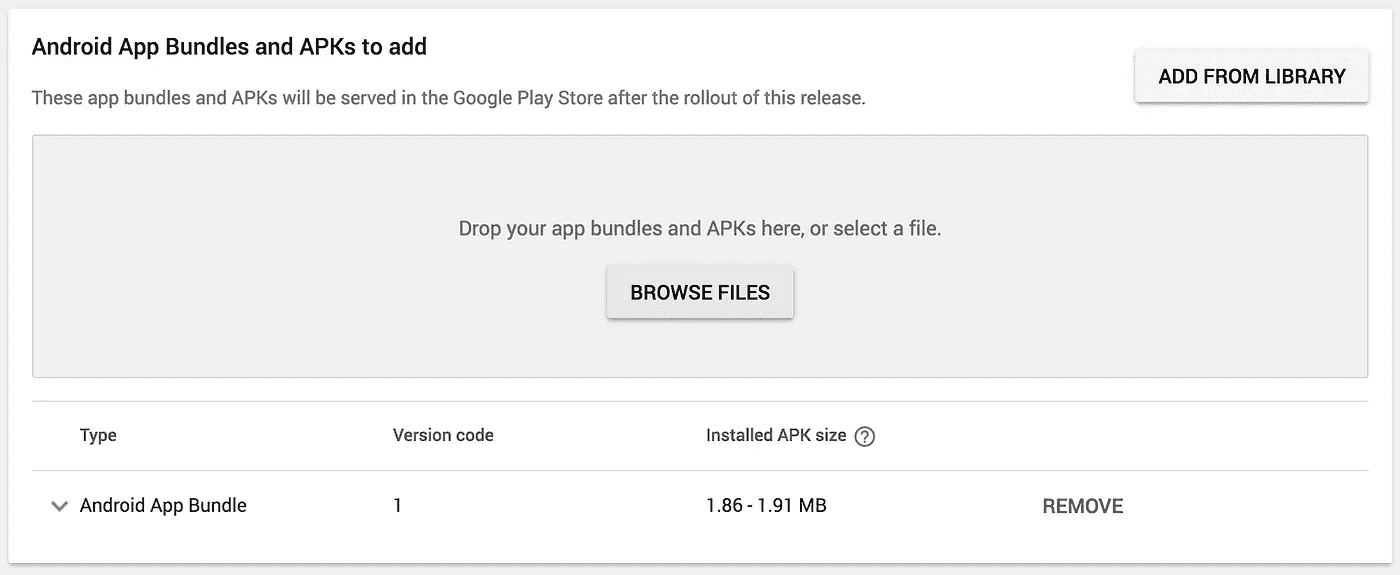 Android App Bundles and APKs to add
ADD FROM LIBRARY
These app bundles and APKs will be served in the Google Play Store after the rollout of this release.
Drop your app bundles and APKs here, or select a file.
BROWSE FILES
Type Version code Installed APK size ?
Android App Bundle 1 1.86 - 1.91 MB REMOVE